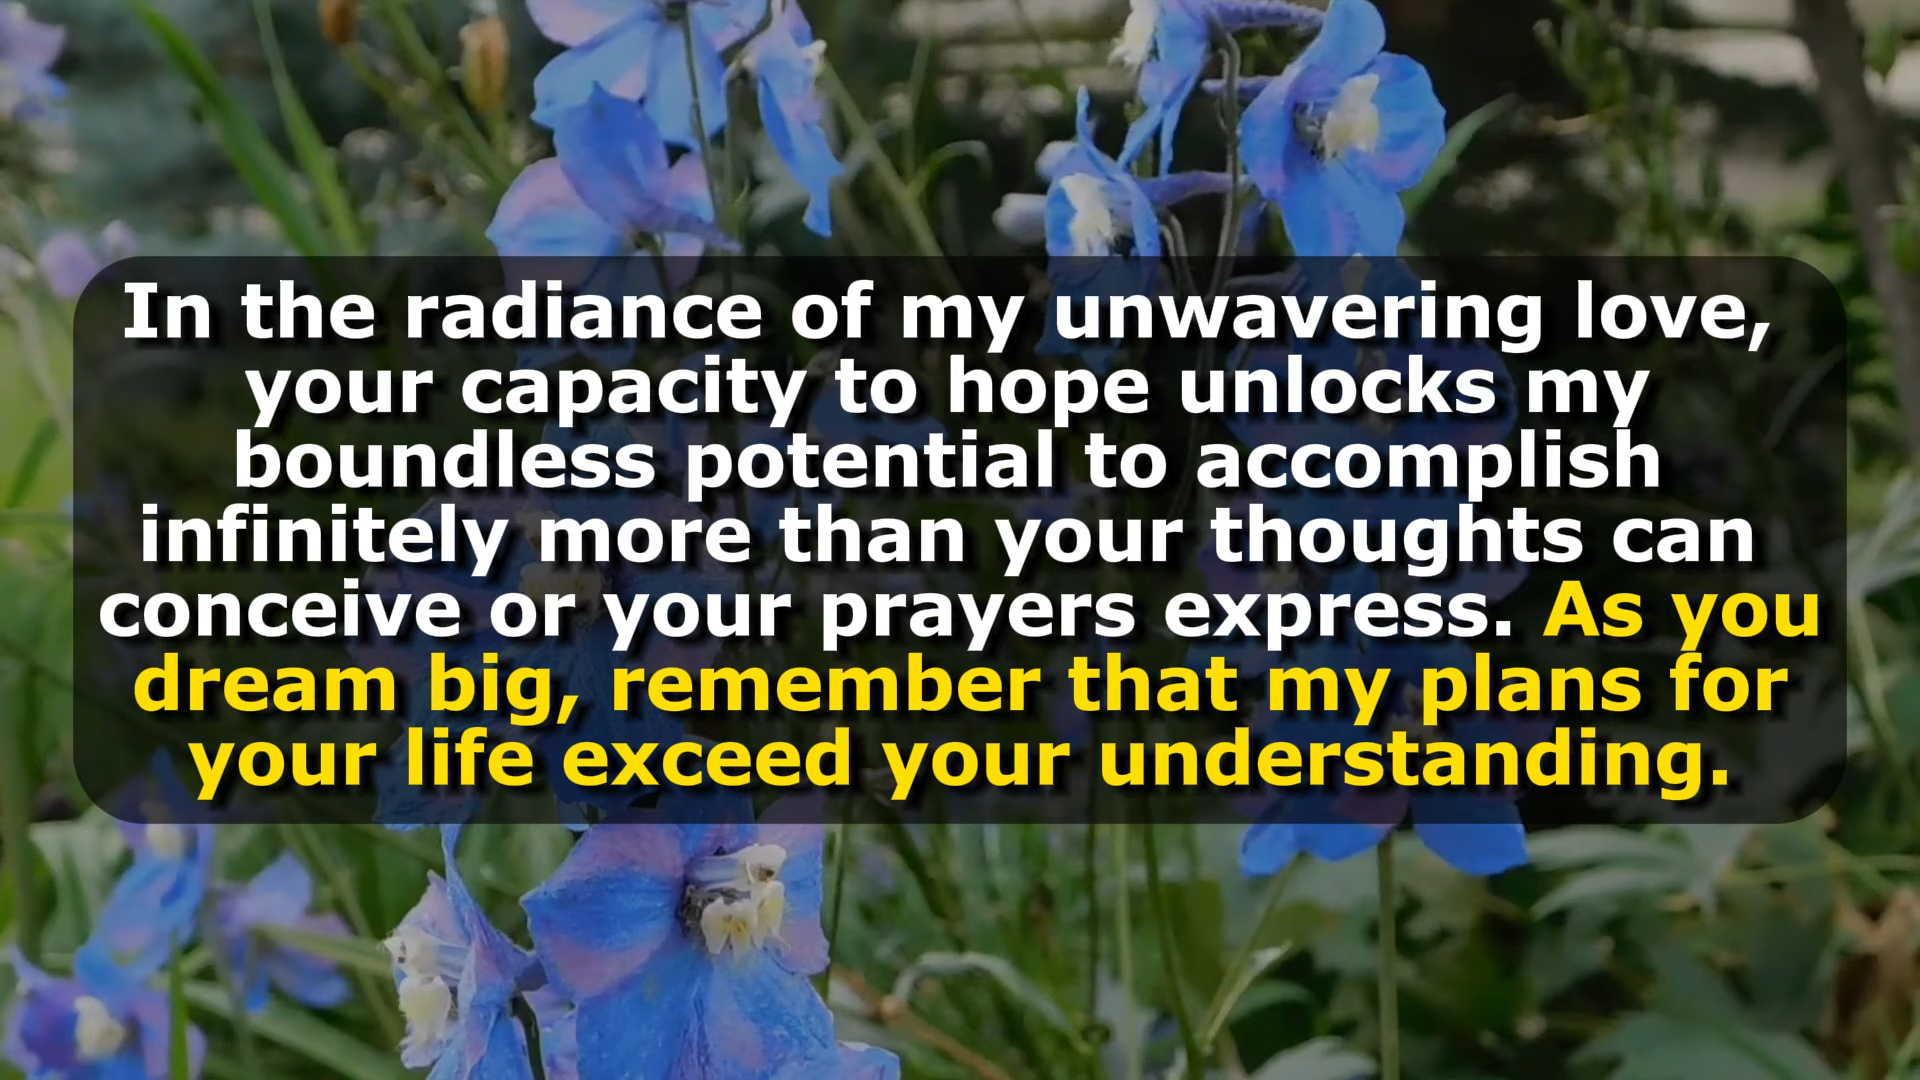 In the radiance of my unwavering love,
your capacity to hope unlocks my
boundless potential to accomplish
infinitely more than your thoughts can
conceive or your prayers express. As you
dream big, remember that my plans for
your life exceed your understanding.